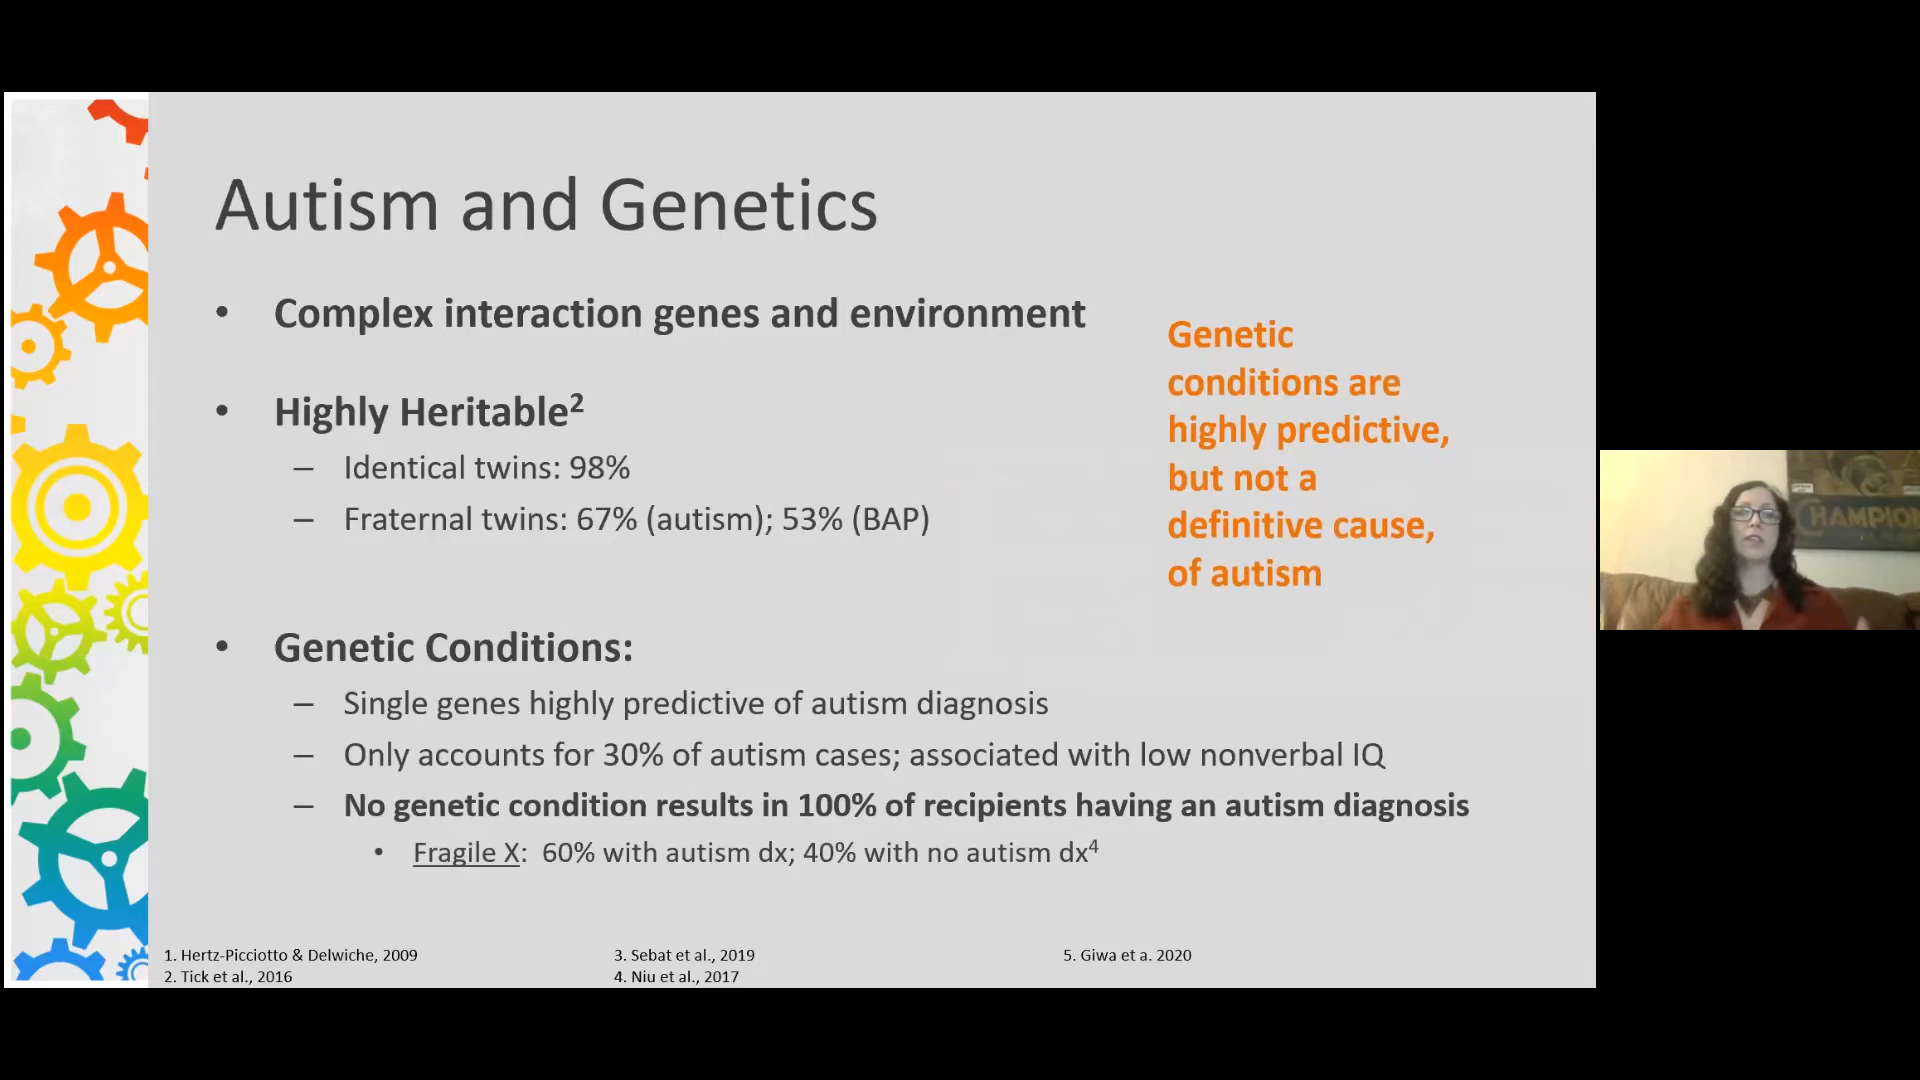 Autism and Genetics
• Complex interaction genes and environment
• Highly Heritable²
– Identical twins: 98%
– Fraternal twins: 67% (autism); 53% (BAP)
Genetic
conditions are
highly predictive,
but not a
definitive cause,
of autism
• Genetic Conditions:
– Single genes highly predictive of autism diagnosis
– Only accounts for 30% of autism cases; associated with low nonverbal IQ
– No genetic condition results in 100% of recipients having an autism diagnosis
• Fragile X: 60% with autism dx; 40% with no autism dx⁴
1. Hertz-Picciotto & Delwiche, 2009
2. Tick et al., 2016
3. Sebat et al., 2019
4. Niu et al., 2017
5. Giwa et a. 2020
CHAMPION